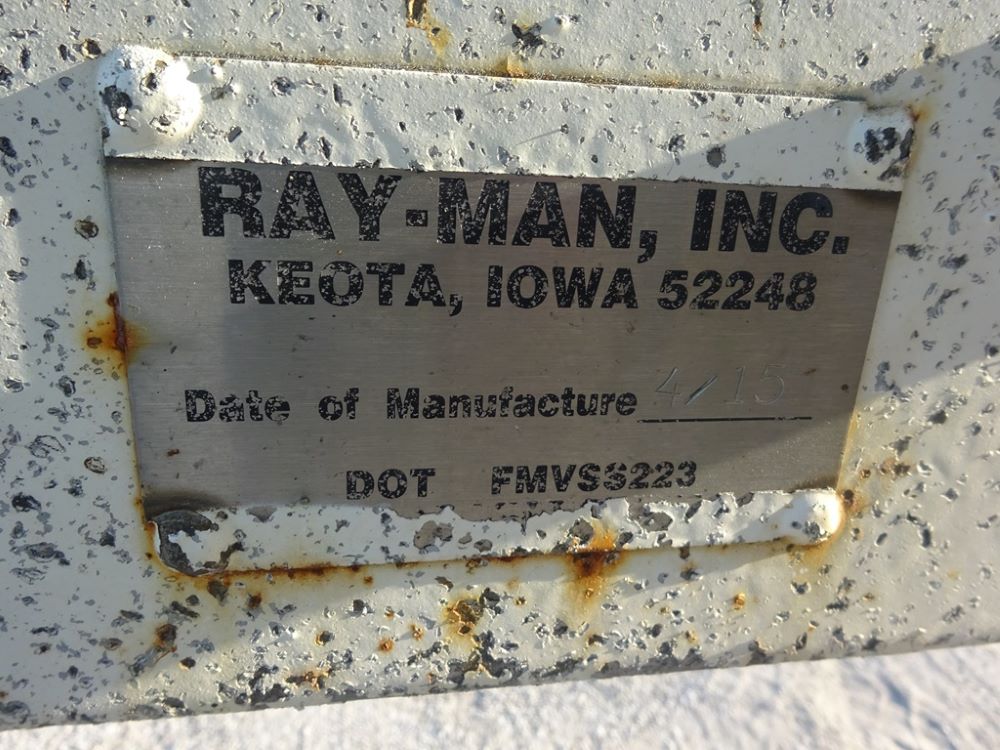 RAY-MAN, INC.
KEOTA, IOWA 52248
Date of Manufacture 4/15
DOT FMVSS223